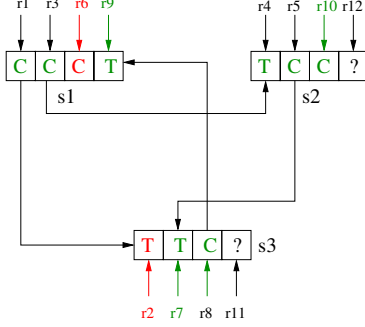 r1 r3 r6 r9 r4 r5 r10 r12
C C C T T C C ?
s1 s2
T T C ? s3
r2 r7 r8 r11